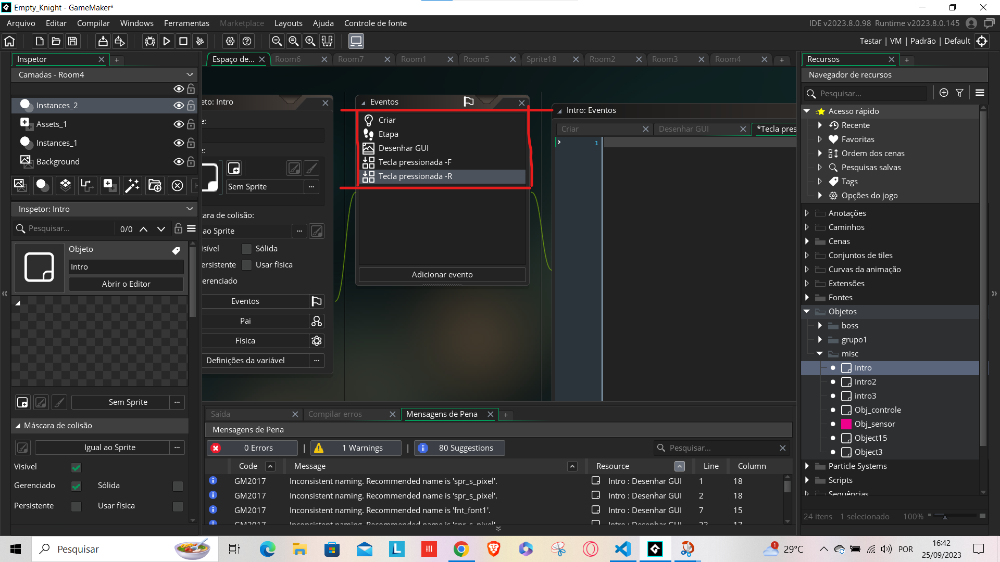 Empty_Knight - GameMaker*
Arquivo Editar Compilar Windows Ferramentas Marketplace Layouts Ajuda Controle de fonte
IDE v2023.8.0.98 Runtime v2023.8.0.145
Testar | VM | Padrão | Default
Inspetor
+
Espaço de...
Room6
Room7
Room1
Room5
Sprite18
Room2
Room3
Room4
+
Recursos
+
Camadas - Room4
Instances_2
Assets_1
Instances_1
Background
Inspetor: Intro
Pesquisar...
0/0
Objeto
Intro
Abrir o Editor
Sem Sprite
...
Máscara de colisão
Igual ao Sprite
...
Visível
Gerenciado
Sólida
Persistente
Usar física
eto: Intro
e:
e:
Sem Sprite
...
cara de colisão:
ao Sprite
...
isível
Sólida
ersistente
Usar física
erenciado
Eventos
Pai
Física
Definições da variável
...
Eventos
Criar
Etapa
Desenhar GUI
Tecla pressionada -F
Tecla pressionada -R
Adicionar evento
Intro: Eventos
Criar
Desenhar GUI
*Tecla pres
1
Saída
Compilar erros
Mensagens de Pena
+
Mensagens de Pena
0 Errors | 1 Warnings | 80 Suggestions
Pesquisar...
Code Message Resource Line Column
GM2017 Inconsistent naming. Recommended name is 'spr_s_pixel'. Intro : Desenhar GUI 1 18
GM2017 Inconsistent naming. Recommended name is 'spr_s_pixel'. Intro : Desenhar GUI 2 18
GM2017 Inconsistent naming. Recommended name is 'fnt_font1'. Intro : Desenhar GUI 7 15
GM2017 Inconsistent naming. Recommended name is 'spr_s_pixel'. Intro : Desenhar GUI 23 17
Navegador de recursos
Pesquisar...
Acesso rápido
Recente
Favoritas
Ordem dos cenas
Pesquisas salvas
Tags
Opções do jogo
Anotações
Caminhos
Cenas
Conjuntos de tiles
Curvas da animação
Extensões
Fontes
Objetos
boss
grupo1
misc
Intro
Intro2
intro3
Obj_controle
Obj_sensor
Object15
Object3
Particle Systems
Scripts
Sequências
24 itens 1 selecionado 100%
Pesquisar
L
1
29°C
POR
16:42
25/09/2023